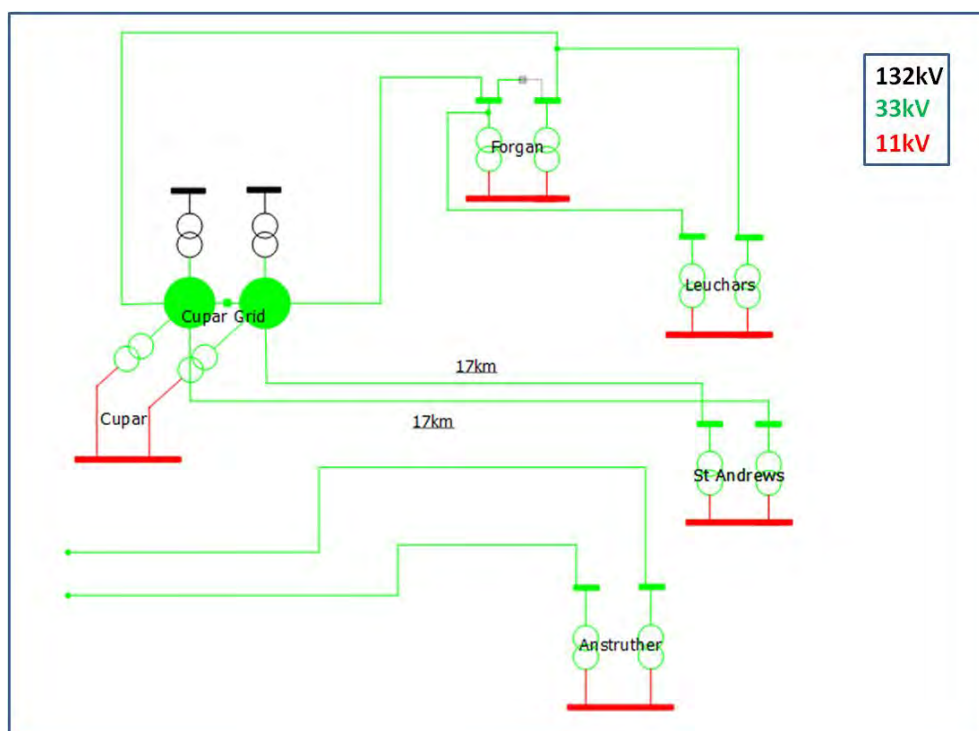 132kV
33kV
11kV
Forgan
Leuchars
Cupar Grid
17km
Cupar
17km
St Andrews
Anstruther